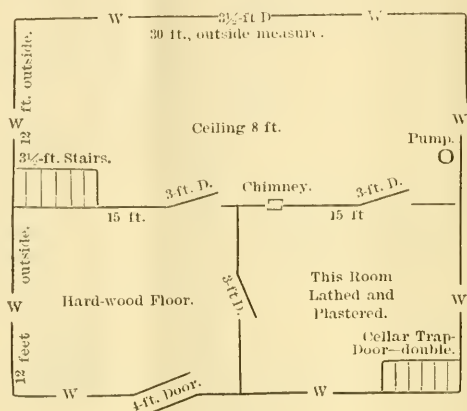 W 3½-ft D W
30 ft., outside measure.
12 ft. outside.
W
W
Ceiling 8 ft.
Pump.
3½-ft. Stairs.
3-ft. D.
Chimney.
3-ft. D.
15 ft.
15 ft
3-ft D.
12 feet outside.
W
Hard-wood Floor.
This Room
Lathed and
Plastered.
W
Cellar Trap-
Door—double.
W
4-ft. Door.
W